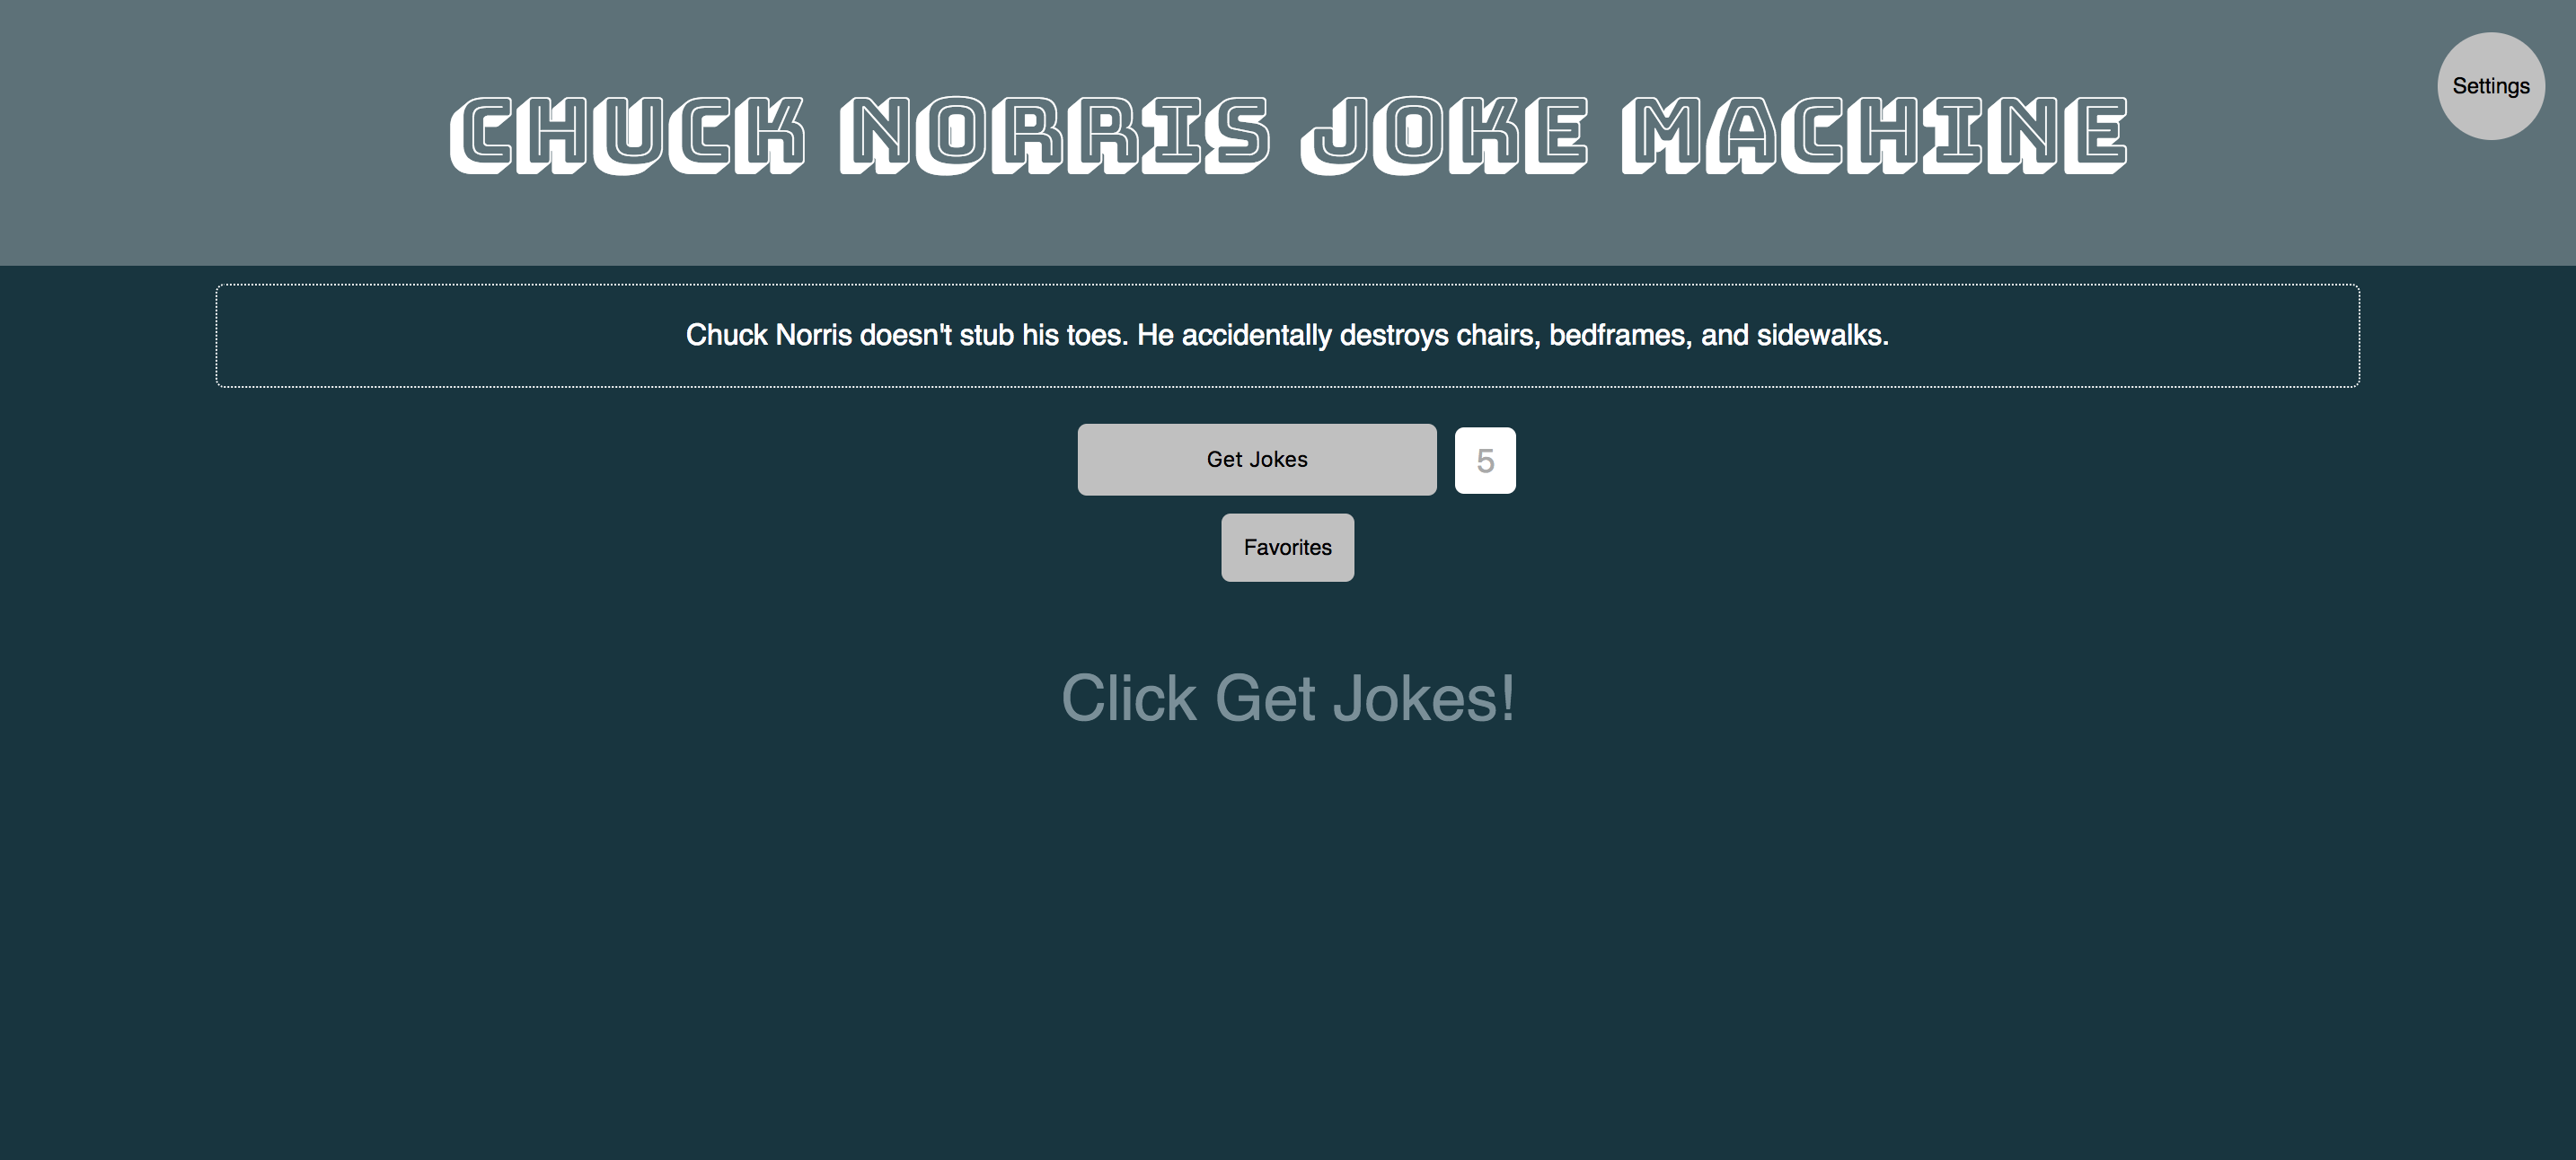 CHUCK NORRIS JOKE MACHINE
Settings
Chuck Norris doesn't stub his toes. He accidentally destroys chairs, bedframes, and sidewalks.
Get Jokes
5
Favorites
Click Get Jokes!